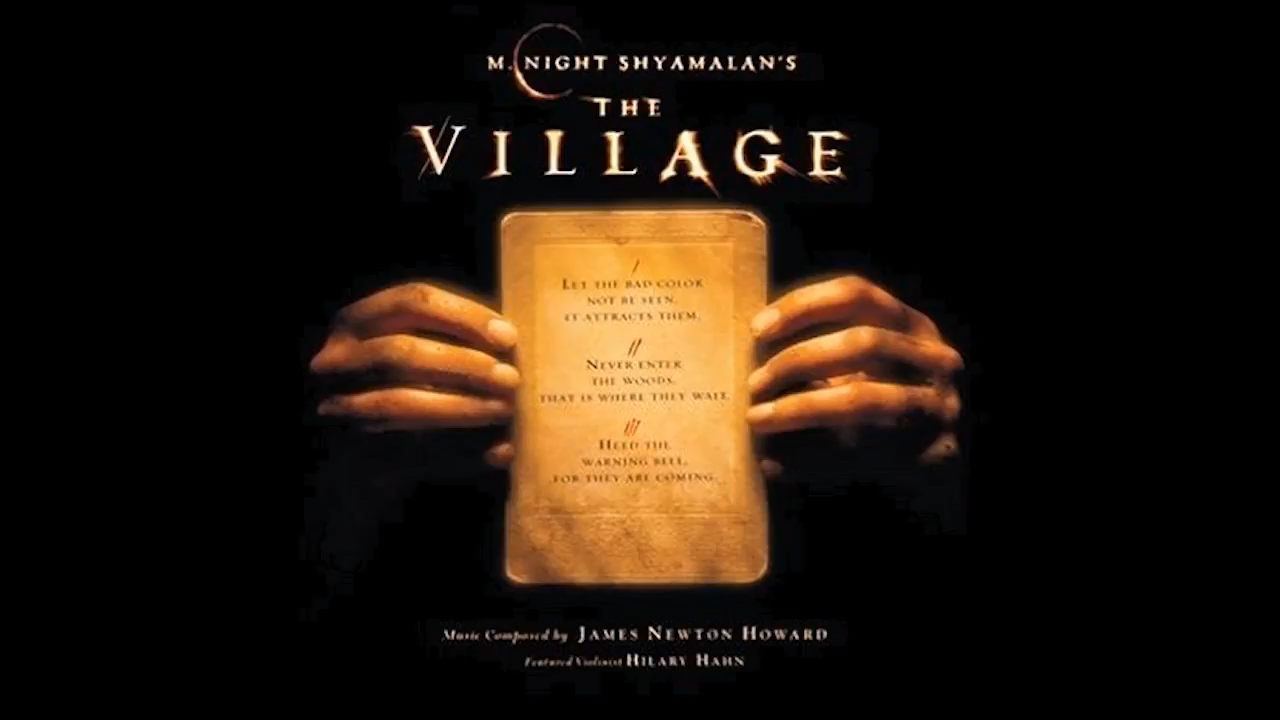 M. NIGHT SHYAMALAN'S
THE
VILLAGE
I
LET THE BAD COLOR
NOT BE SEEN.
IT ATTRACTS THEM.
II
NEVER ENTER
THE WOODS.
THAT IS WHERE THEY WAIT.
III
HEED THE
WARNING BELL,
FOR THEY ARE COMING.
Music Composed by JAMES NEWTON HOWARD
Featured Violinist HILARY HAHN